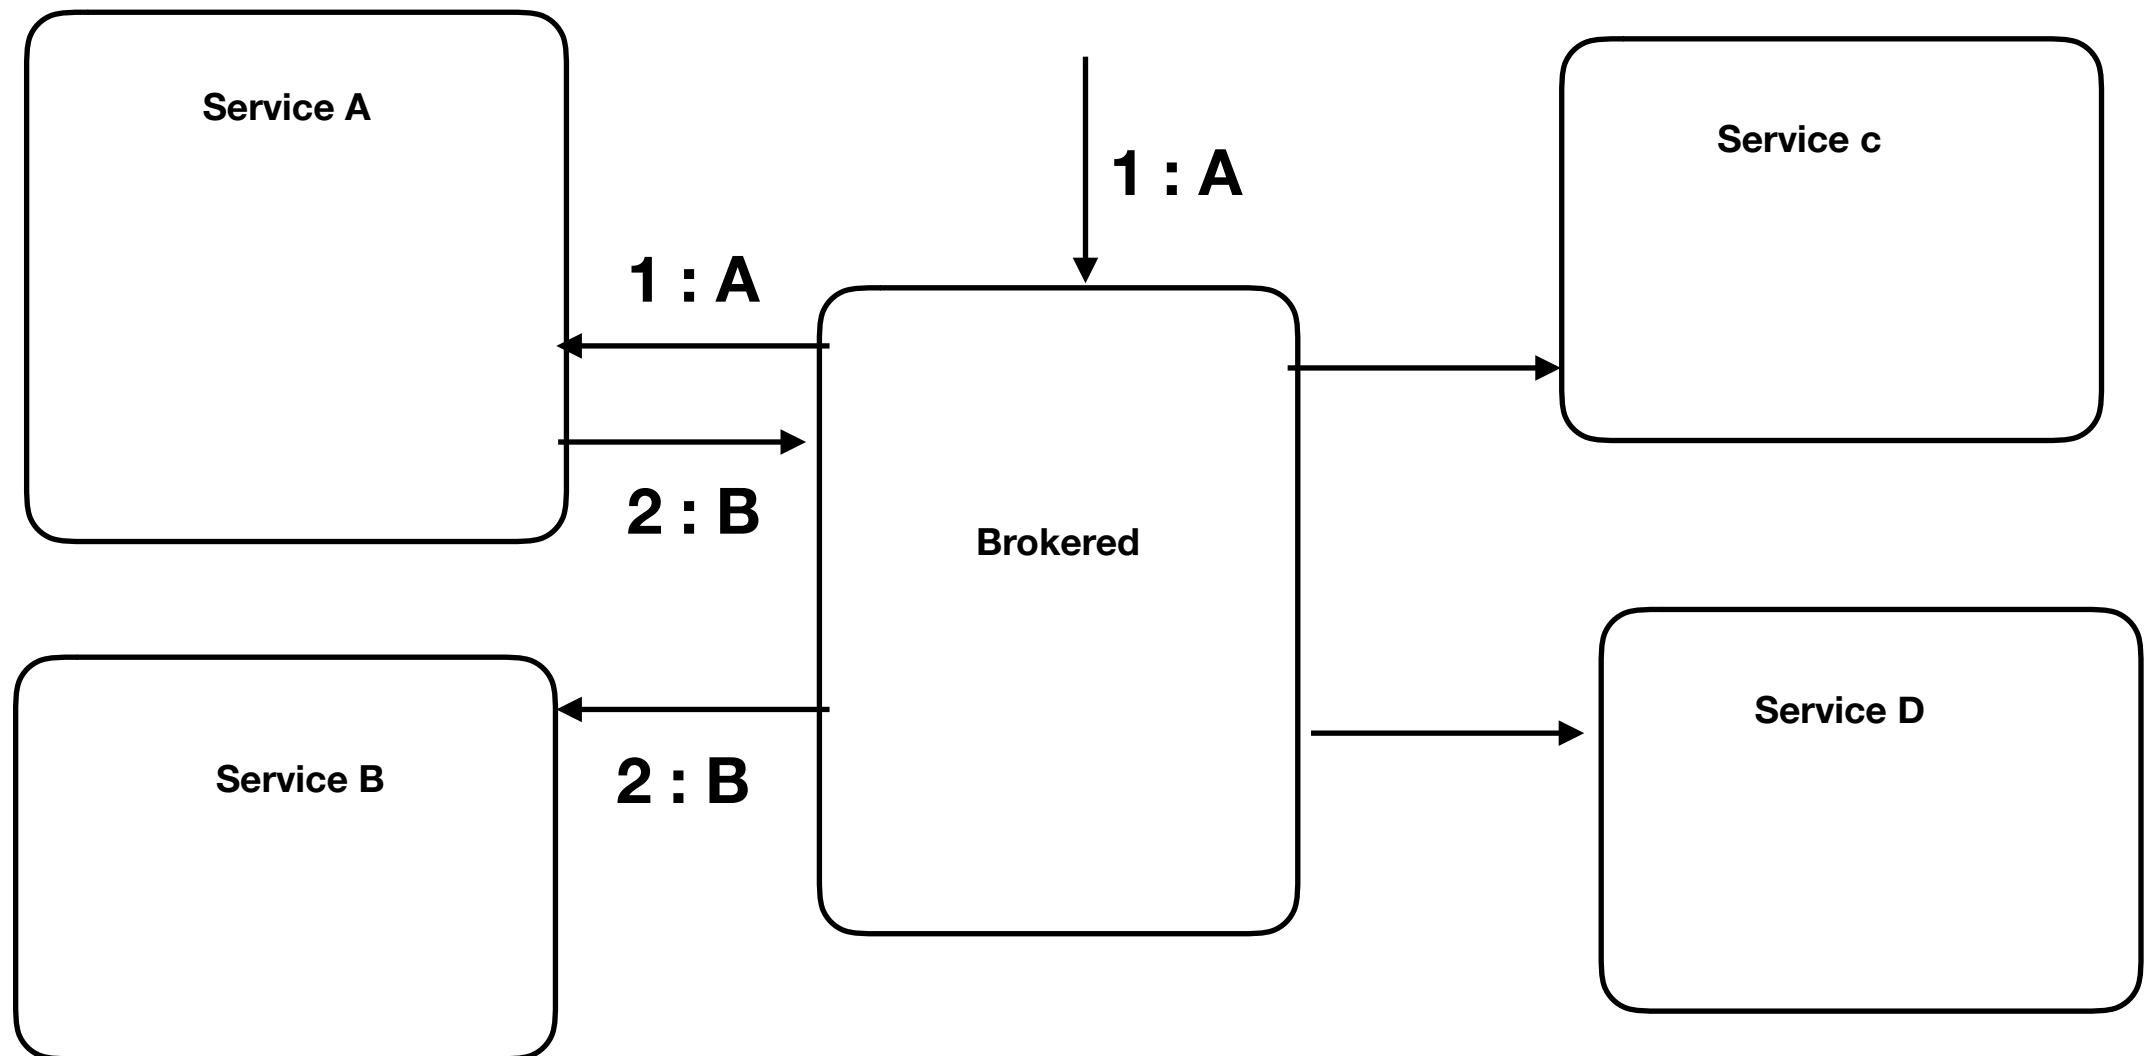 Service A
1 : A
Service c
1 : A
2 : B
Brokered
Service B
2 : B
Service D